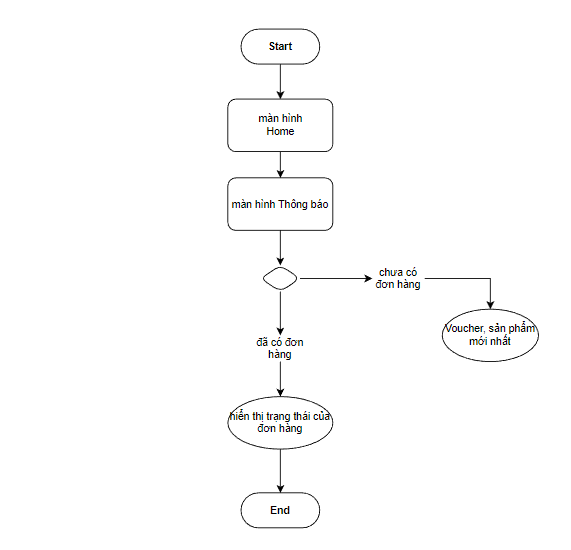 Start
màn hình
Home
màn hình Thông báo
chưa có
đơn hàng
Voucher, sản phẩm
mới nhất
đã có đơn
hàng
hiển thị trạng thái của
đơn hàng
End